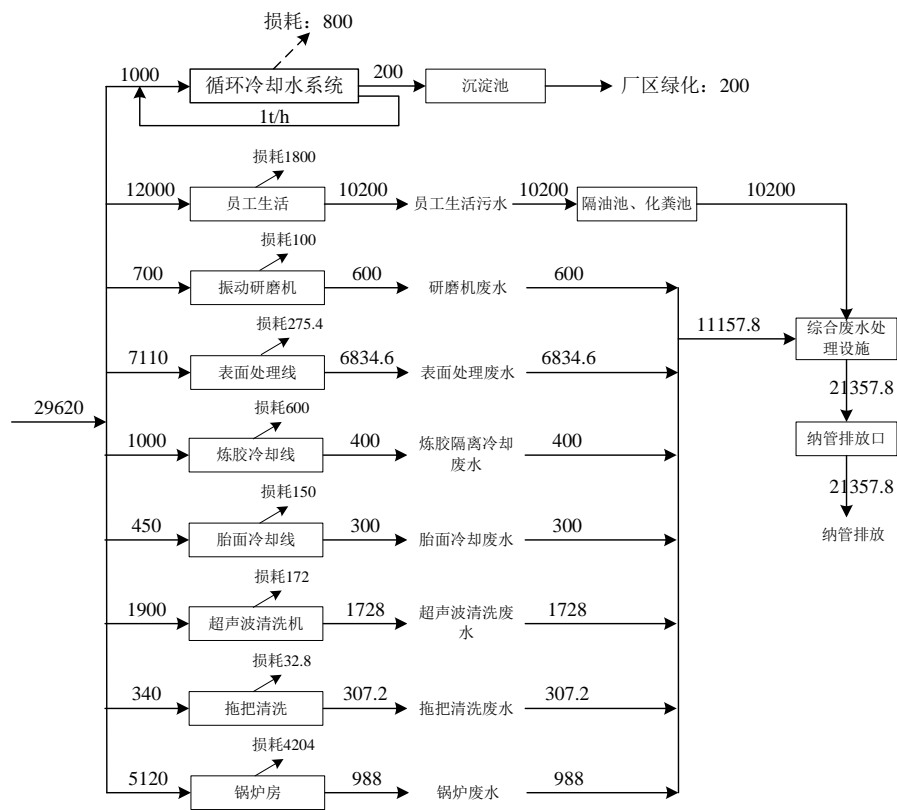 损耗：800
1000
循环冷却水系统
200
沉淀池
厂区绿化：200
1t/h
损耗1800
12000
员工生活
10200
员工生活污水
10200
隔油池、化粪池
10200
损耗100
700
振动研磨机
600
研磨机废水
600
11157.8
综合废水处
理设施
损耗275.4
7110
表面处理线
6834.6
表面处理废水
6834.6
21357.8
29620
损耗600
1000
炼胶冷却线
400
炼胶隔离冷却
废水
400
纳管排放口
21357.8
损耗150
450
胎面冷却线
300
胎面冷却废水
300
纳管排放
损耗172
1900
超声波清洗机
1728
超声波清洗废
水
1728
损耗32.8
340
拖把清洗
307.2
拖把清洗废水
307.2
损耗4204
5120
锅炉房
988
锅炉废水
988